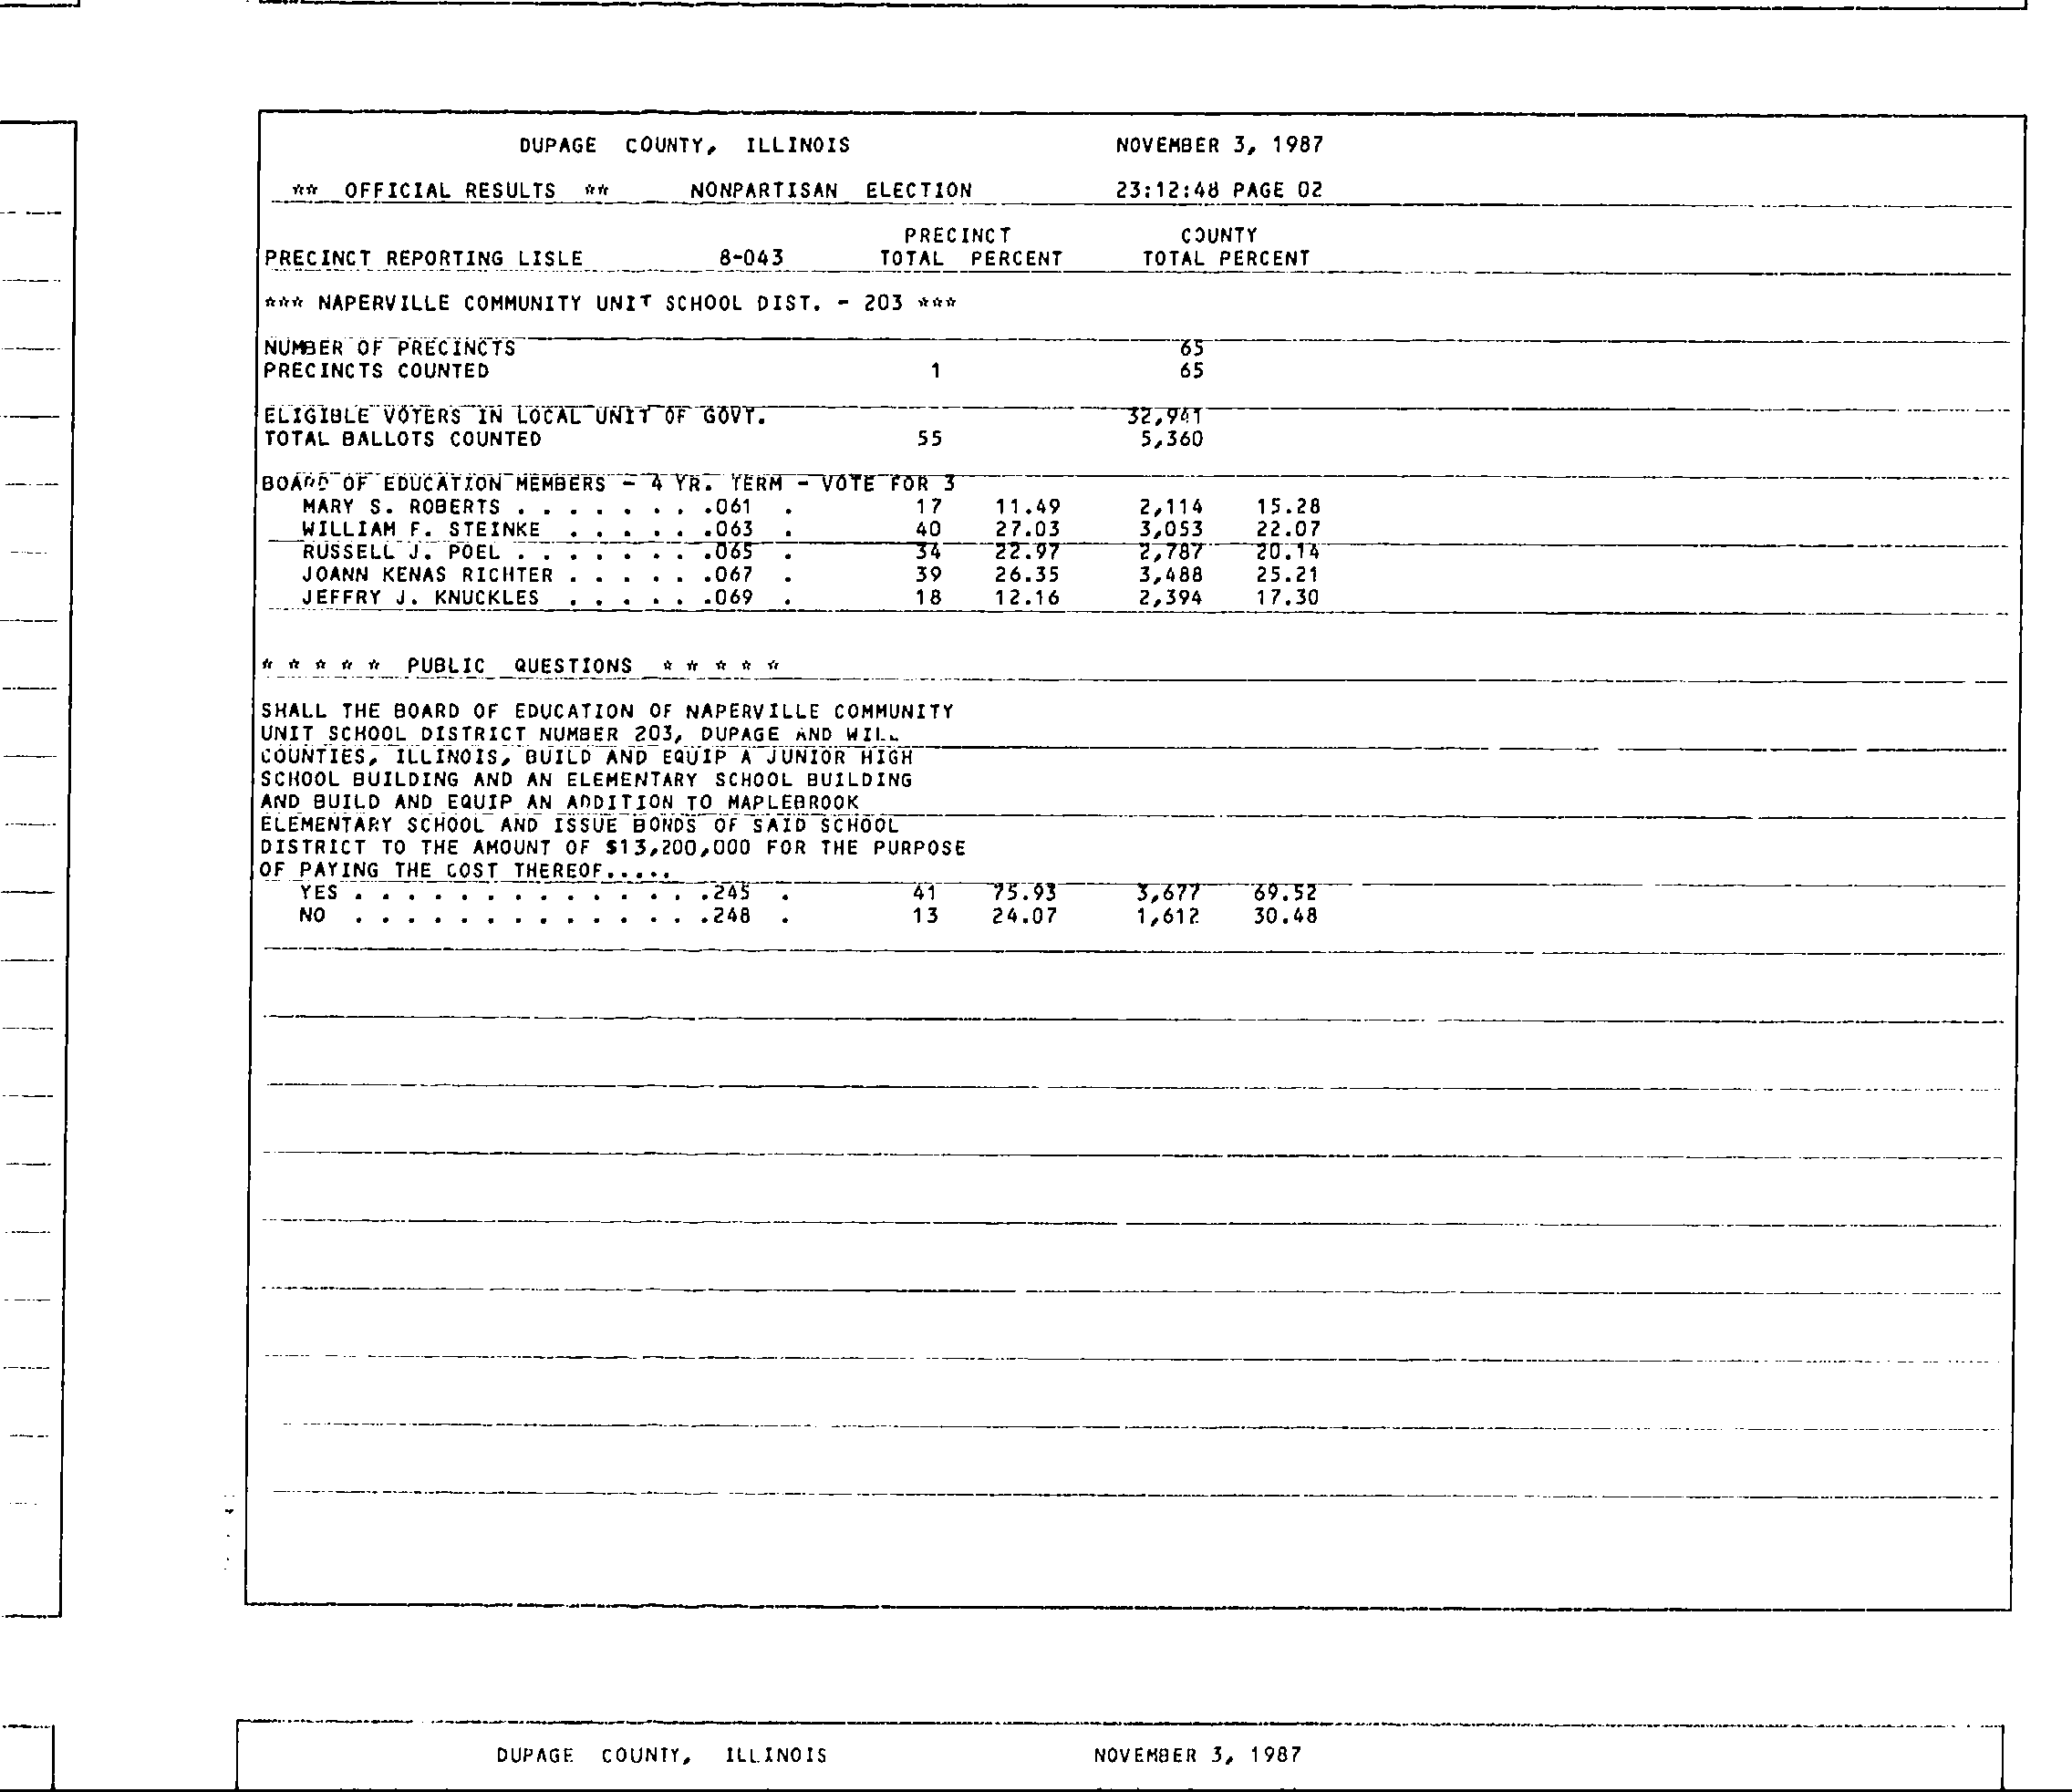 DUPAGE COUNTY, ILLINOIS NOVEMBER 3, 1987
** OFFICIAL RESULTS ** NONPARTISAN ELECTION 23:12:48 PAGE 02
PRECINCT COUNTY
PRECINCT REPORTING LISLE 8-043 TOTAL PERCENT TOTAL PERCENT
*** NAPERVILLE COMMUNITY UNIT SCHOOL DIST. - 203 ***
NUMBER OF PRECINCTS 65
PRECINCTS COUNTED 1 65
ELIGIBLE VOTERS IN LOCAL UNIT OF GOVT. 32,941
TOTAL BALLOTS COUNTED 55 5,360
BOARD OF EDUCATION MEMBERS - 4 YR. TERM - VOTE FOR 3
MARY S. ROBERTS . . . . . . . .061 . 17 11.49 2,114 15.28
WILLIAM F. STEINKE . . . . . .063 . 40 27.03 3,053 22.07
RUSSELL J. POEL . . . . . . . .065 . 34 22.97 2,787 20.14
JOANN KENAS RICHTER . . . . . .067 . 39 26.35 3,488 25.21
JEFFRY J. KNUCKLES . . . . . .069 . 18 12.16 2,394 17.30
* * * * * PUBLIC QUESTIONS * * * * *
SHALL THE BOARD OF EDUCATION OF NAPERVILLE COMMUNITY
UNIT SCHOOL DISTRICT NUMBER 203, DUPAGE AND WILL
COUNTIES, ILLINOIS, BUILD AND EQUIP A JUNIOR HIGH
SCHOOL BUILDING AND AN ELEMENTARY SCHOOL BUILDING
AND BUILD AND EQUIP AN ADDITION TO MAPLEBROOK
ELEMENTARY SCHOOL AND ISSUE BONDS OF SAID SCHOOL
DISTRICT TO THE AMOUNT OF $13,200,000 FOR THE PURPOSE
OF PAYING THE COST THEREOF.....
YES . . . . . . . . . . . . . .245 . 41 75.93 3,677 69.52
NO . . . . . . . . . . . . . .248 . 13 24.07 1,612 30.48
DUPAGE COUNTY, ILLINOIS NOVEMBER 3, 1987